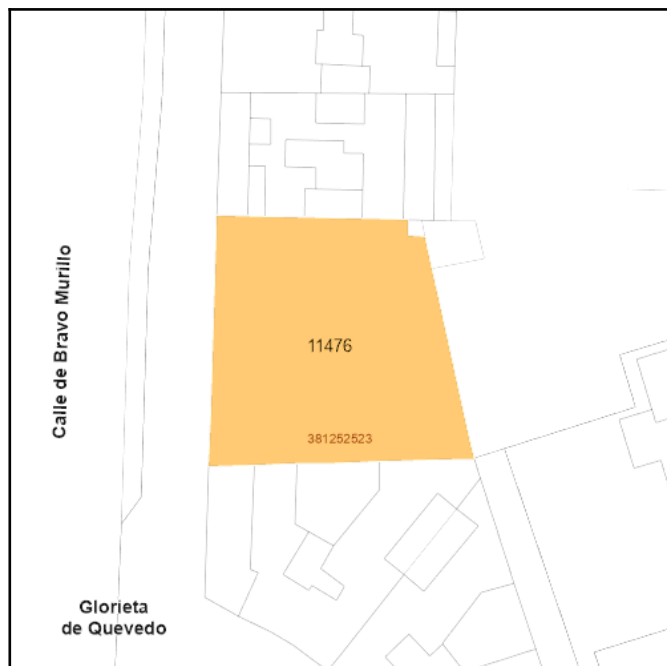 Calle de Bravo Murillo
11476
381252523
Glorieta
de Quevedo